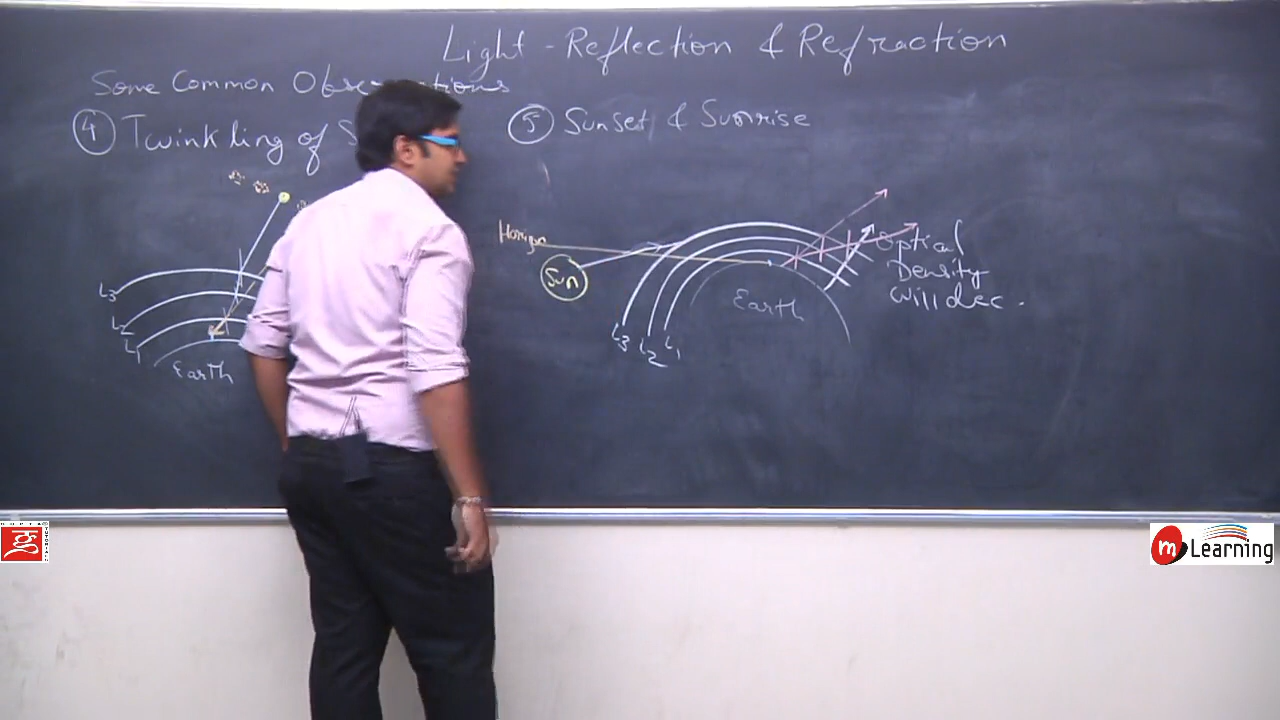 Light - Reflection & Refraction
Some Common Observations
④ Twinkling of S
⑤ Sunset & Sunrise
L3
L2
L1
Earth
Horizon
Sun
Earth
L3
L2
L1
Optical
Density
Will dec.
g
m Learning